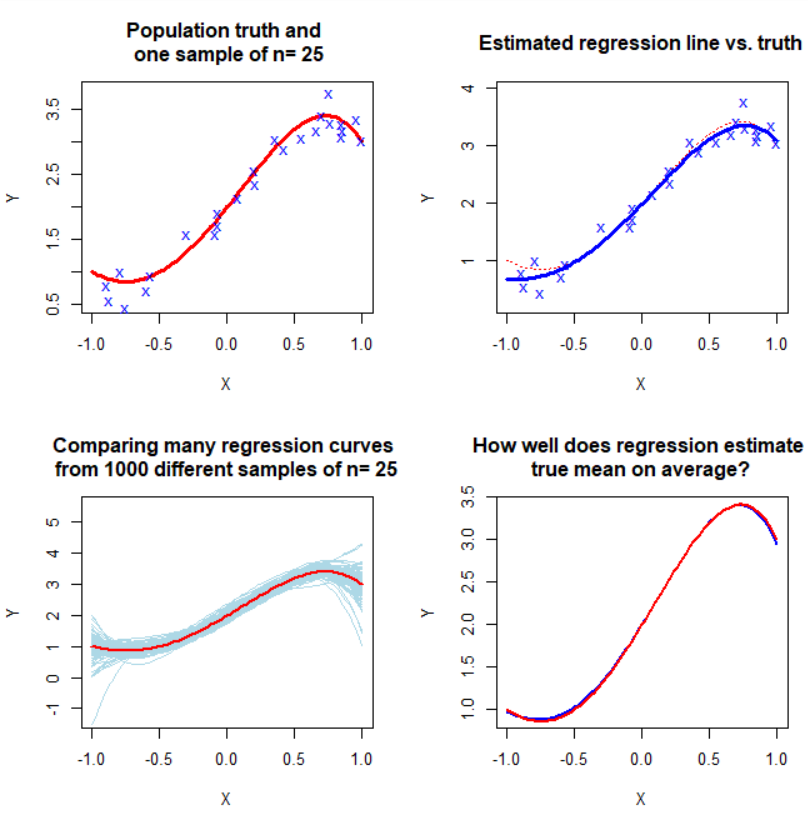 Population truth and
one sample of n= 25
Y
3.5
2.5
1.5
0.5
-1.0 -0.5 0.0 0.5 1.0
X
Estimated regression line vs. truth
Y
4
3
2
1
-1.0 -0.5 0.0 0.5 1.0
X
Comparing many regression curves
from 1000 different samples of n= 25
Y
5
4
3
2
1
0
-1
-1.0 -0.5 0.0 0.5 1.0
X
How well does regression estimate
true mean on average?
Y
3.5
3.0
2.5
2.0
1.5
1.0
-1.0 -0.5 0.0 0.5 1.0
X